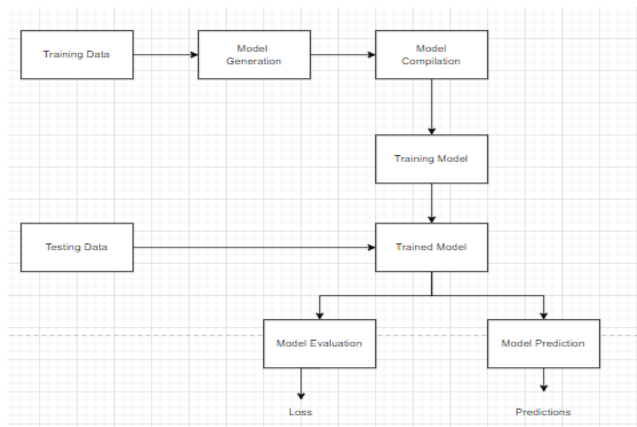 Training Data
Model
Generation
Model
Compilation
Training Model
Testing Data
Trained Model
Model Evaluation
Model Prediction
Loss
Predictions